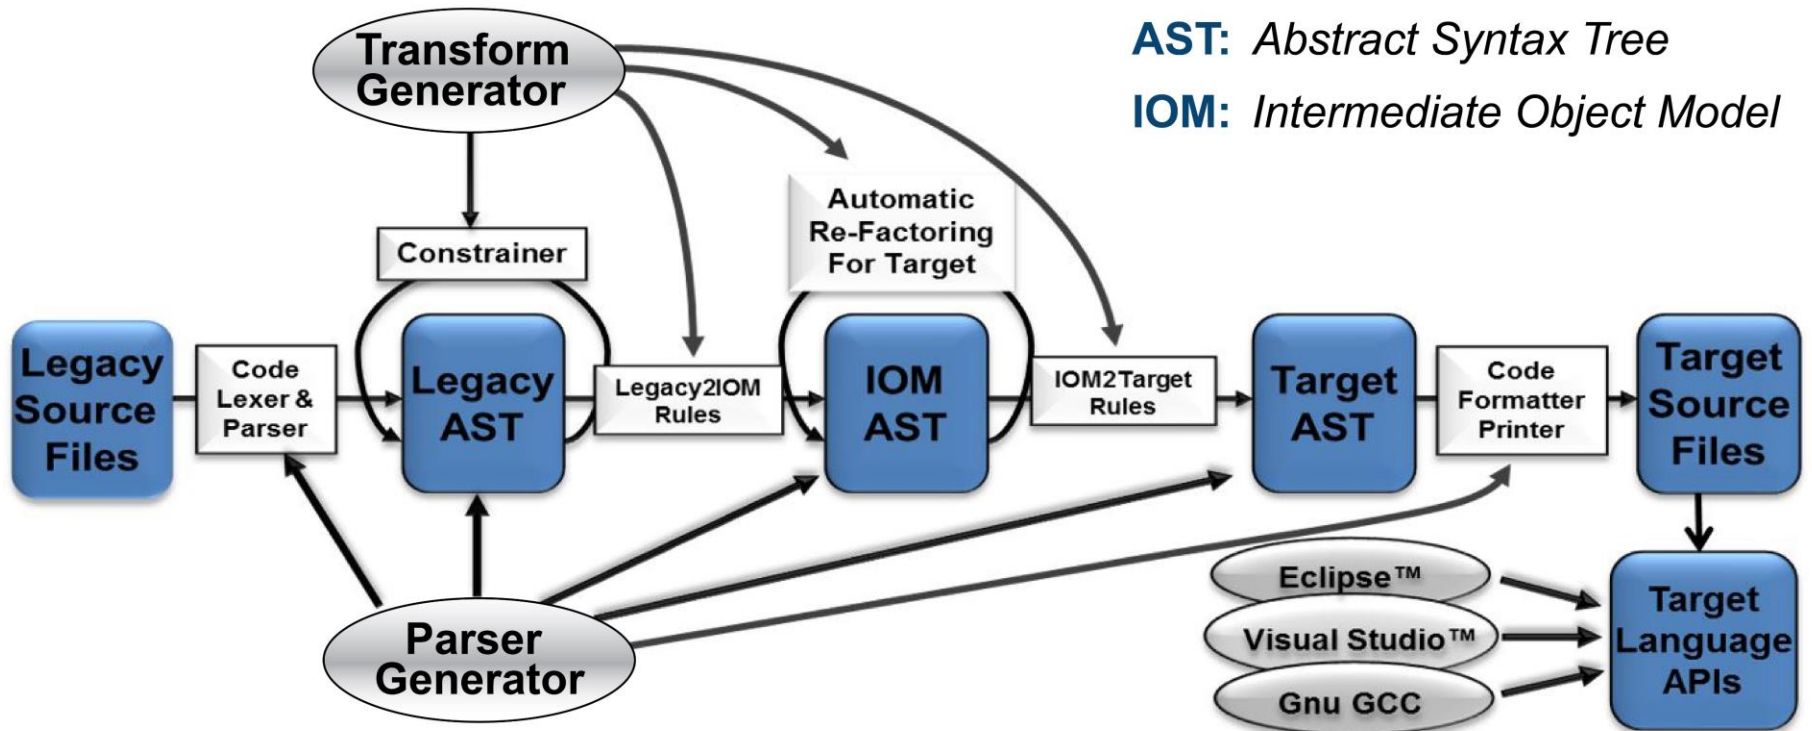 Transform
Generator
AST: Abstract Syntax Tree
IOM: Intermediate Object Model
Constrainer
Automatic
Re-Factoring
For Target
Legacy
Source
Files
Code
Lexer &
Parser
Legacy
AST
Legacy2IOM
Rules
IOM
AST
IOM2Target
Rules
Target
AST
Code
Formatter
Printer
Target
Source
Files
Parser
Generator
Eclipse™
Visual Studio™
Gnu GCC
Target
Language
APIs